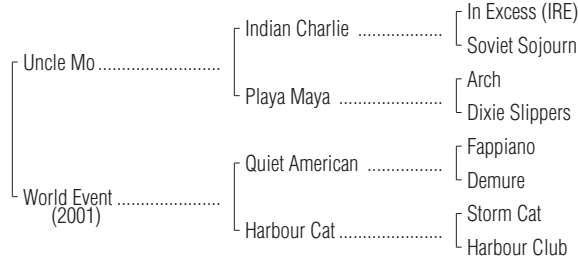 In Excess (IRE)
Indian Charlie ..................
Soviet Sojourn
Uncle Mo ..........................
Arch
Playa Maya ......................
Dixie Slippers
Fappiano
Quiet American ................
Demure
World Event ......................
(2001)
Storm Cat
Harbour Cat ......................
Harbour Club